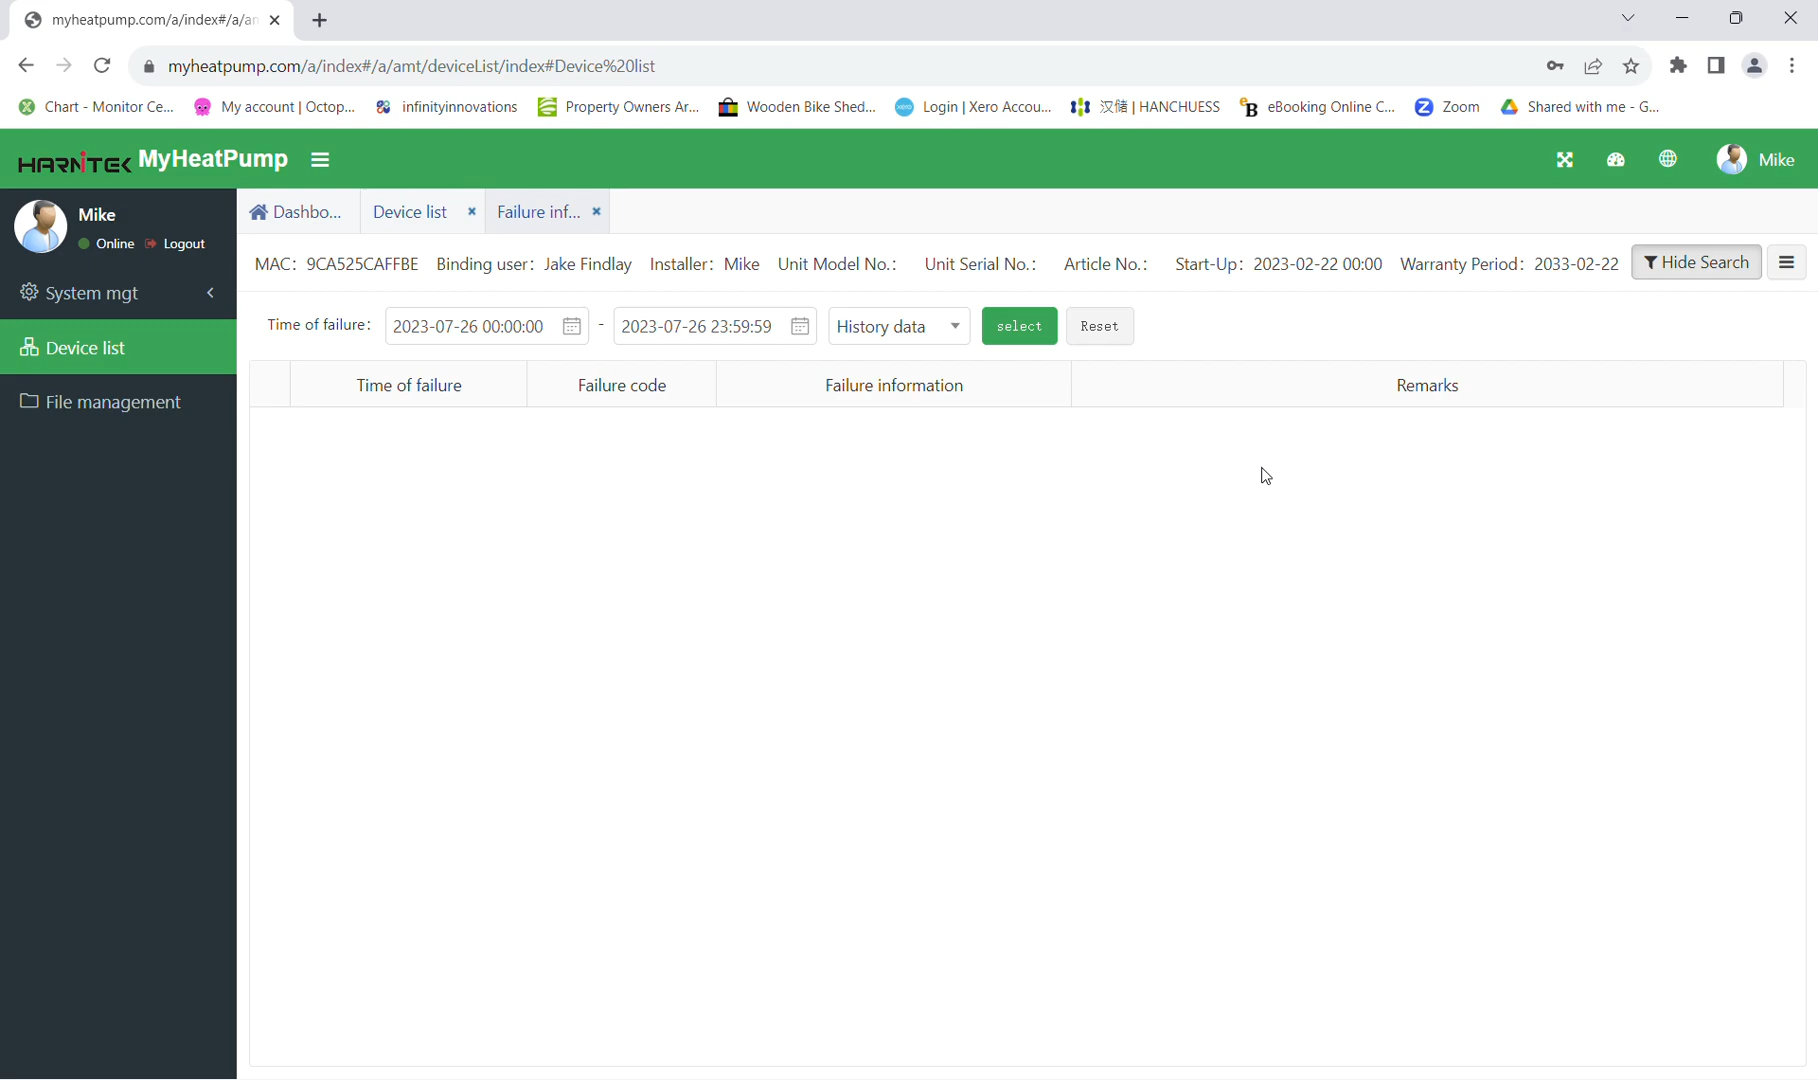 myheatpump.com/a/index#/a/an
myheatpump.com/a/index#/a/amt/deviceList/index#Device%20list
Chart - Monitor Ce... My account | Octop... infinityinnovations Property Owners Ar... Wooden Bike Shed... xero Login | Xero Accou... 汉储 | HANCHUESS eB eBooking Online C... Z Zoom Shared with me - G...
HARNITEK MyHeatPump Mike
Mike
Online Logout
System mgt
Device list
File management
Dashbo... Device list × Failure inf... ×
MAC: 9CA525CAFFBE Binding user: Jake Findlay Installer: Mike Unit Model No.: Unit Serial No.: Article No.: Start-Up: 2023-02-22 00:00 Warranty Period: 2033-02-22 Hide Search
Time of failure: 2023-07-26 00:00:00 - 2023-07-26 23:59:59 History data select Reset
Time of failure Failure code Failure information Remarks